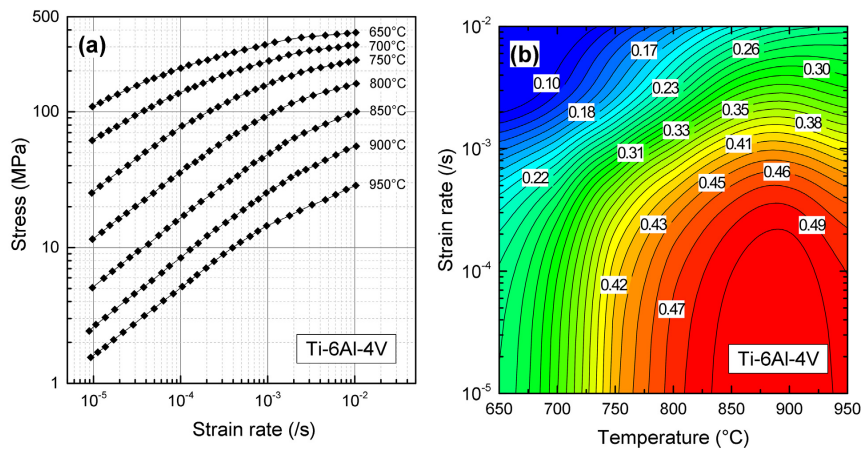 (a)
500
100
10
1
Stress (MPa)
650°C
700°C
750°C
800°C
850°C
900°C
950°C
Ti-6Al-4V
10-5
10-4
10-3
10-2
Strain rate (/s)
(b)
10-2
10-3
10-4
10-5
Strain rate (/s)
0.17
0.26
0.10
0.23
0.30
0.18
0.35
0.33
0.38
0.31
0.41
0.22
0.45
0.46
0.43
0.49
0.42
0.47
Ti-6Al-4V
650 700 750 800 850 900 950
Temperature (°C)